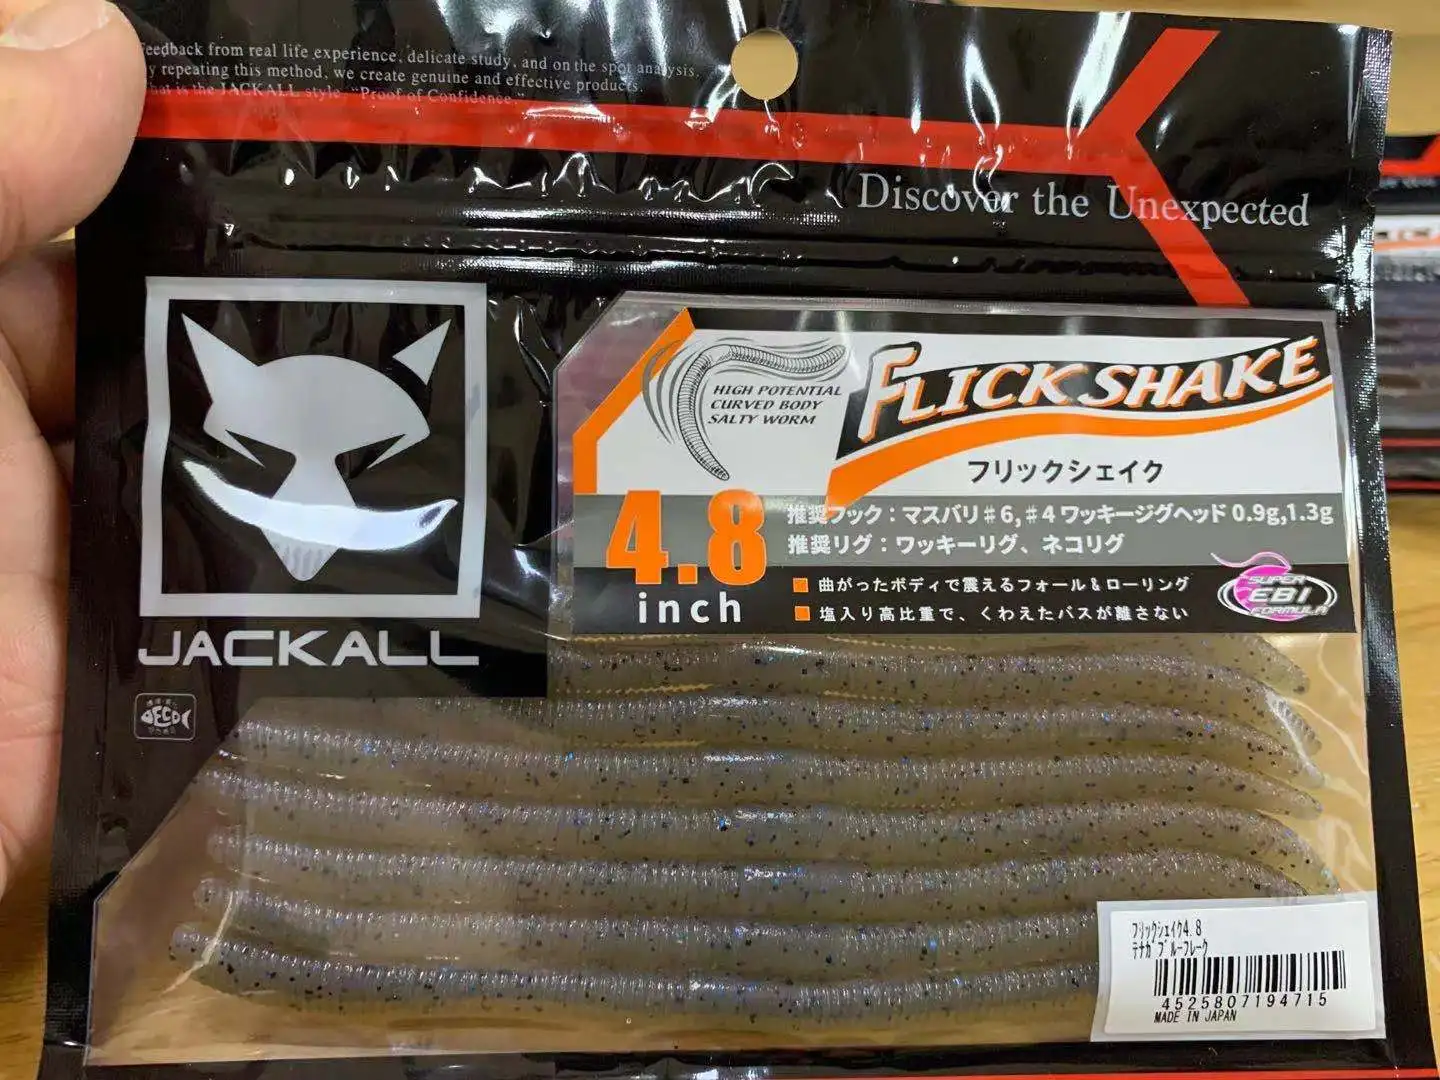 Feedback from real life experience, delicate study, and on the spot analysis.
By repeating this method, we create genuine and effective products.
That is the JACKALL style "Proof of Confidence."
Discover the Unexpected
JACKALL
HIGH POTENTIAL
CURVED BODY
SALTY WORM
FLICK SHAKE
フリックシェイク
4.8
inch
推奨フック：マスバリ♯6,♯4 ワッキージグヘッド 0.9g,1.3g
推奨リグ：ワッキーリグ、ネコリグ
曲がったボディで震えるフォール＆ローリング
塩入り高比重で、くわえたバスが離さない
SUPER
EBI
FORMULA
ECO
ﾌﾘｯｸｼｪｲｸ4.8
ﾃﾅｶﾞﾌﾞﾙｰﾌﾚｰｸ
4525807194715
MADE IN JAPAN